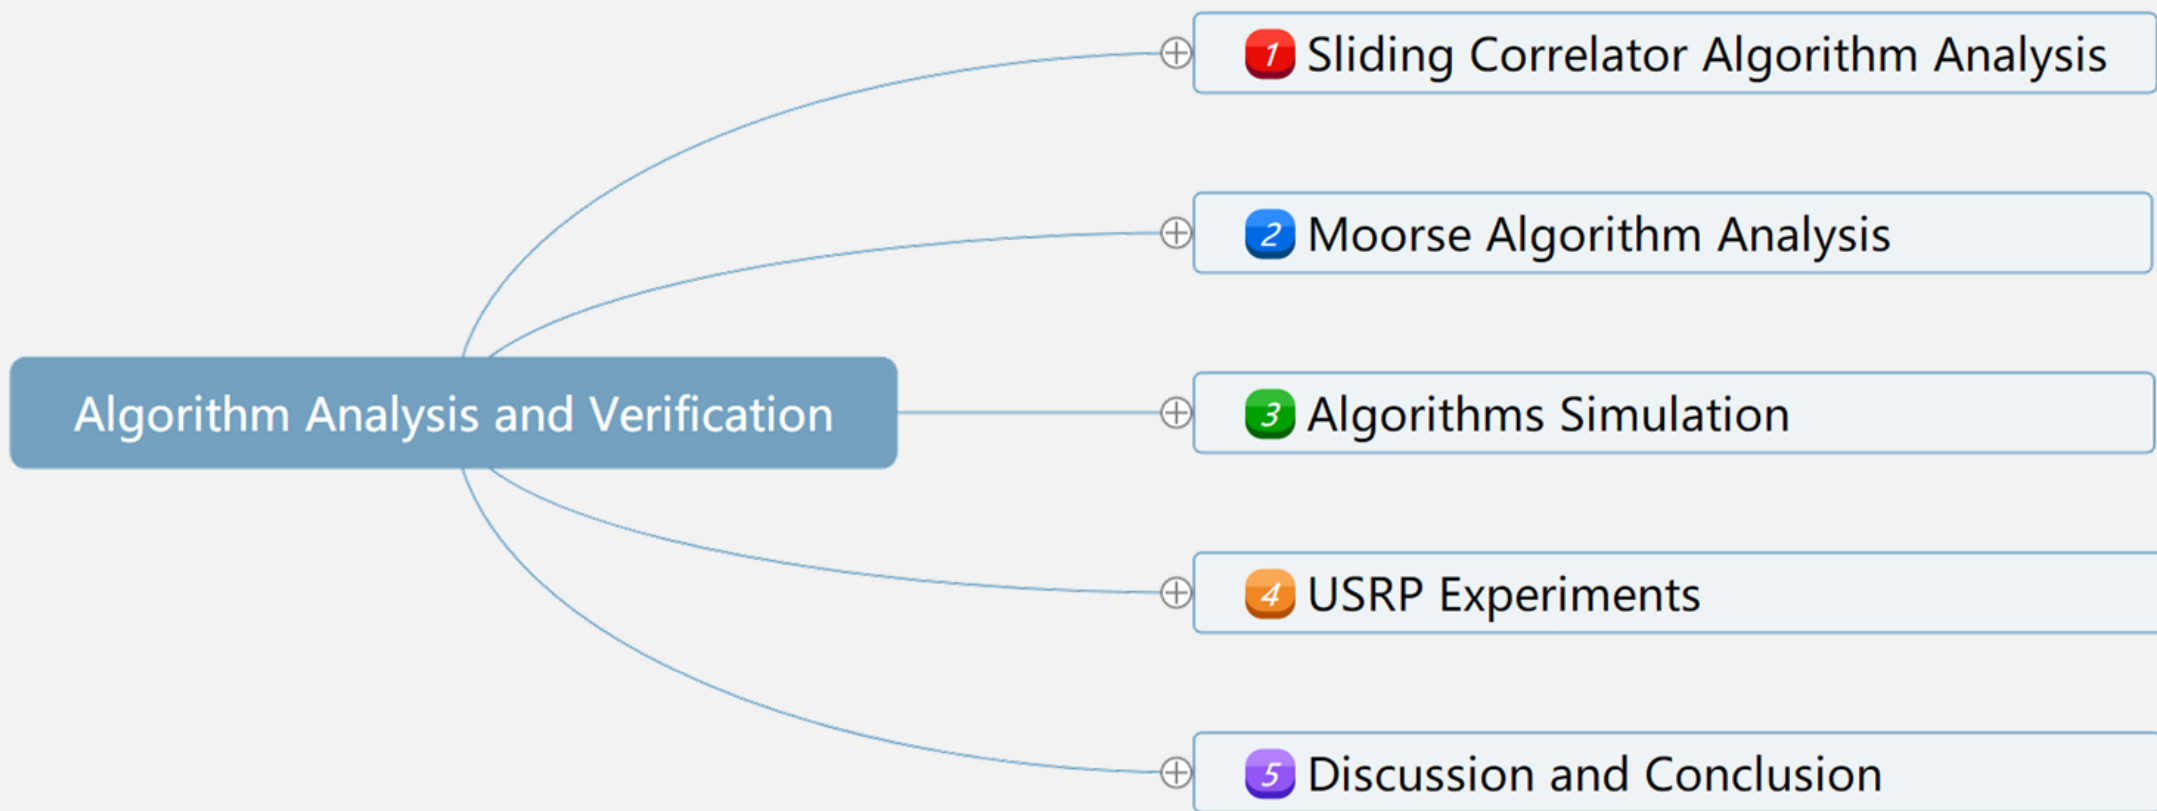 1 Sliding Correlator Algorithm Analysis
2 Moorse Algorithm Analysis
Algorithm Analysis and Verification
3 Algorithms Simulation
4 USRP Experiments
5 Discussion and Conclusion